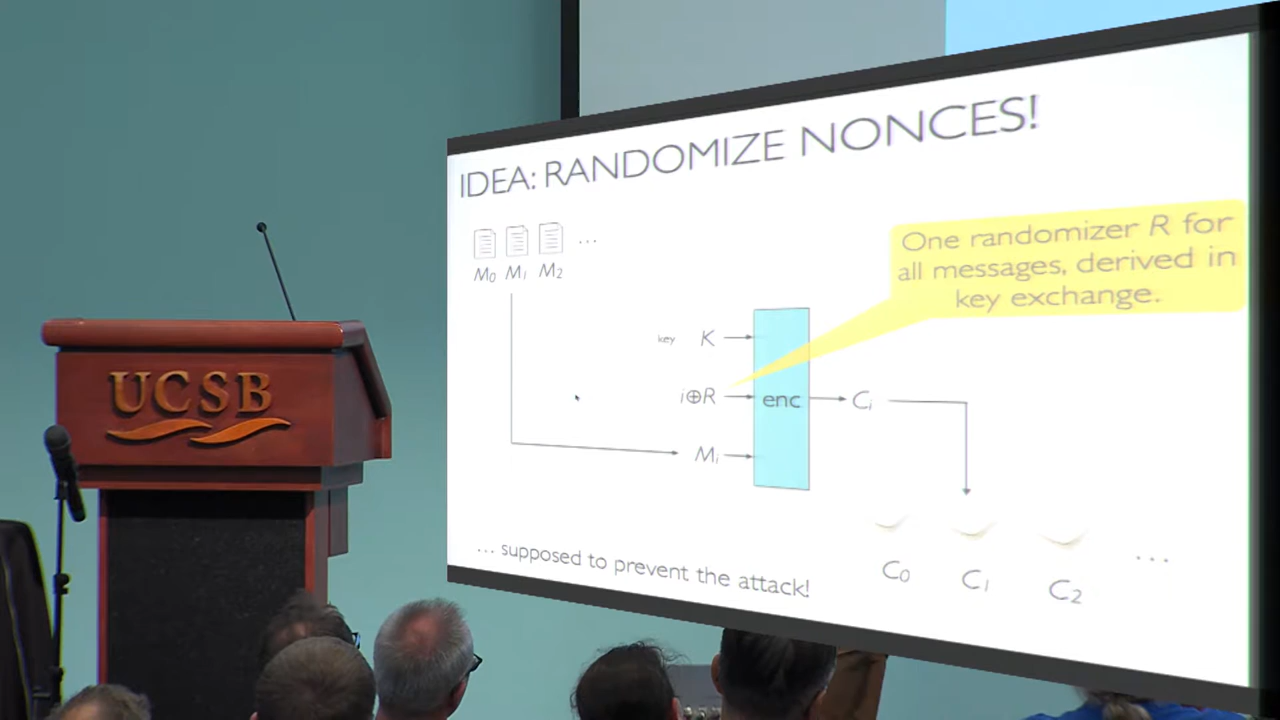 UCSB
IDEA: RANDOMIZE NONCES!
M₀ M₁ M₂ ...
One randomizer R for
all messages, derived in
key exchange.
key K
i⊕R
enc
Cᵢ
Mᵢ
... supposed to prevent the attack!
C₀ C₁ C₂ ...